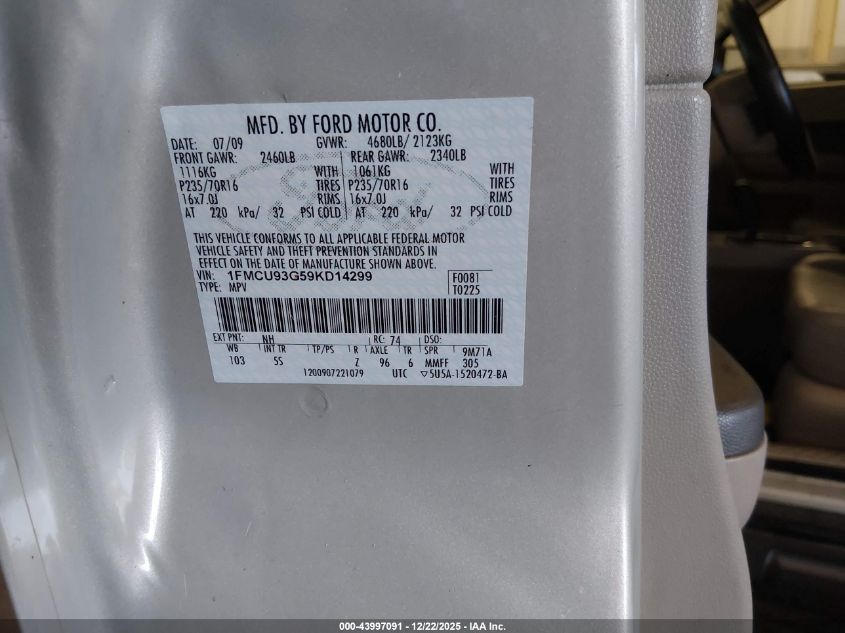 MFD. BY FORD MOTOR CO.
DATE: 07/09 GVWR: 4680LB/ 2123KG
FRONT GAWR: 2460LB REAR GAWR: 2340LB
1116KG WITH 1061KG WITH
P235/70R16 TIRES P235/70R16 TIRES
16x7.0J RIMS 16x7.0J RIMS
AT 220 kPa/ 32 PSI COLD AT 220 kPa/ 32 PSI COLD
THIS VEHICLE CONFORMS TO ALL APPLICABLE FEDERAL MOTOR
VEHICLE SAFETY AND THEFT PREVENTION STANDARDS IN
EFFECT ON THE DATE OF MANUFACTURE SHOWN ABOVE.
VIN: 1FMCU93G59KD14299 F0081
TYPE: MPV T0225
EXT PNT: NH RC: 74 DSO:
WB INT TR TP/PS R AXLE TR SPR 9M71A
103 5S Z 96 6 MMFF 305
1200907221079 UTC ▽5U5A-1520472-BA
000-43997091 - 12/22/2025 - IAA Inc.